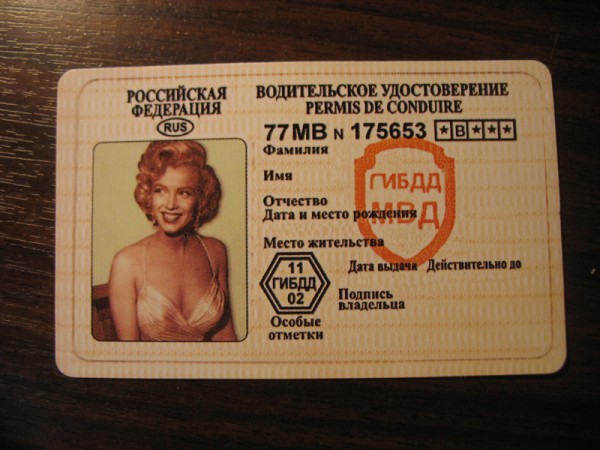 РОССИЙСКАЯ
ФЕДЕРАЦИЯ
RUS
ВОДИТЕЛЬСКОЕ УДОСТОВЕРЕНИЕ
PERMIS DE CONDUIRE
77МВ N 175653 ★В★★★
Фамилия
Имя
Отчество
Дата и место рождения
Место жительства
ГИБДД
МВД
11
ГИБДД
02
Дата выдача Действительно до
Подпись
владельца
Особые
отметки